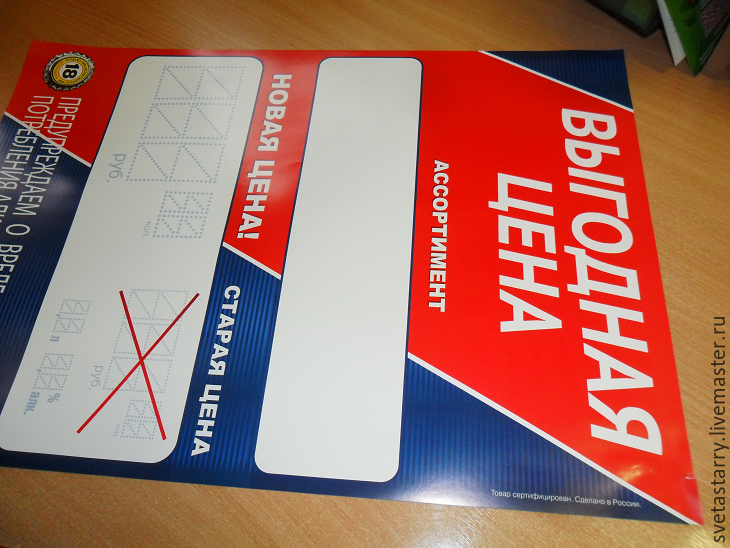 ВЫГОДНАЯ
ЦЕНА
АССОРТИМЕНТ
НОВАЯ ЦЕНА!
руб.
коп.
СТАРАЯ ЦЕНА
руб.
коп.
л
% алк.
18
ПРЕДУПРЕЖДАЕМ О ВРЕДЕ
ПОТРЕБЛЕНИЯ
Товар сертифицирован. Сделано в России.
svetastarry.livemaster.ru